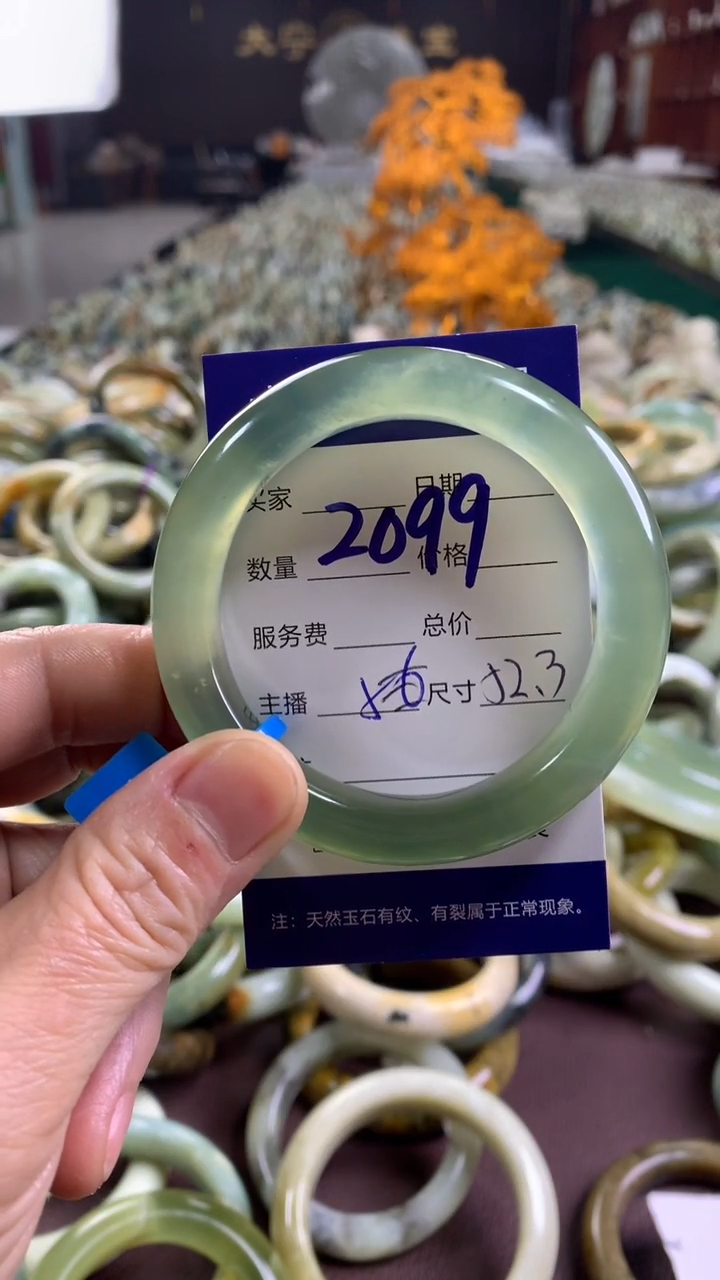 买家 日期
2099
数量 价格
服务费 总价
主播 尺寸 52.3
注：天然玉石有纹、有裂属于正常现象。